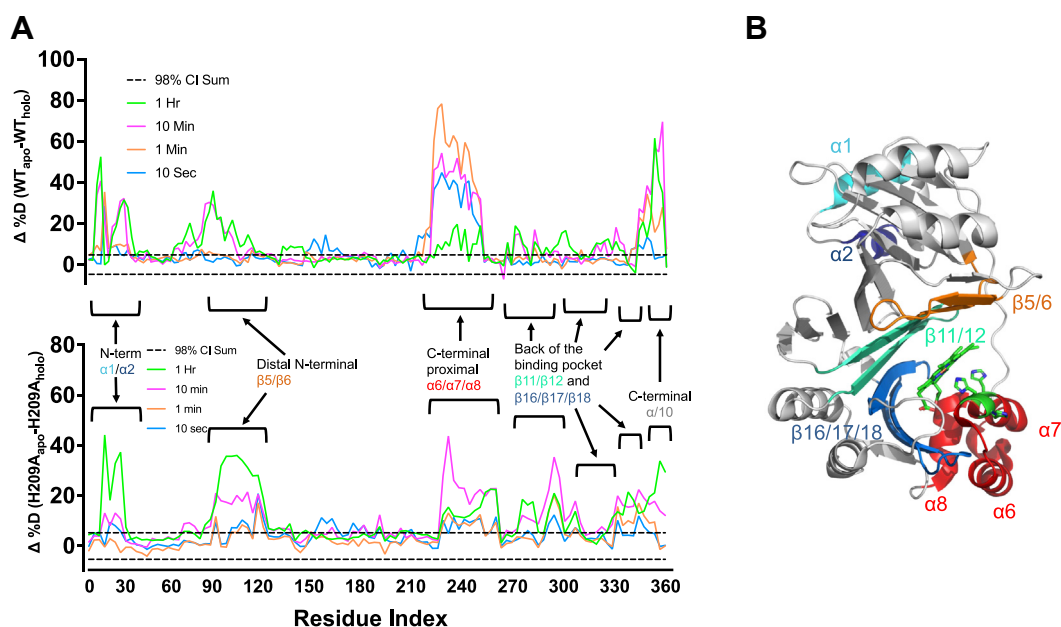 A
B
Δ %D (WTapo-WTholo)
100
80
60
40
20
0
98% CI Sum
1 Hr
10 Min
1 Min
10 Sec
N-term
α1/α2
Distal N-terminal
β5/β6
C-terminal
proximal
α6/α7/α8
Back of the
binding pocket
β11/β12 and
β16/β17/β18
C-terminal
α/10
Δ %D (H209Aapo-H209Aholo)
80
60
40
20
0
98% CI Sum
1 Hr
10 min
1 min
10 sec
0 30 60 90 120 150 180 210 240 270 300 330 360
Residue Index
α1
α2
β5/6
β11/12
β16/17/18
α7
α8
α6